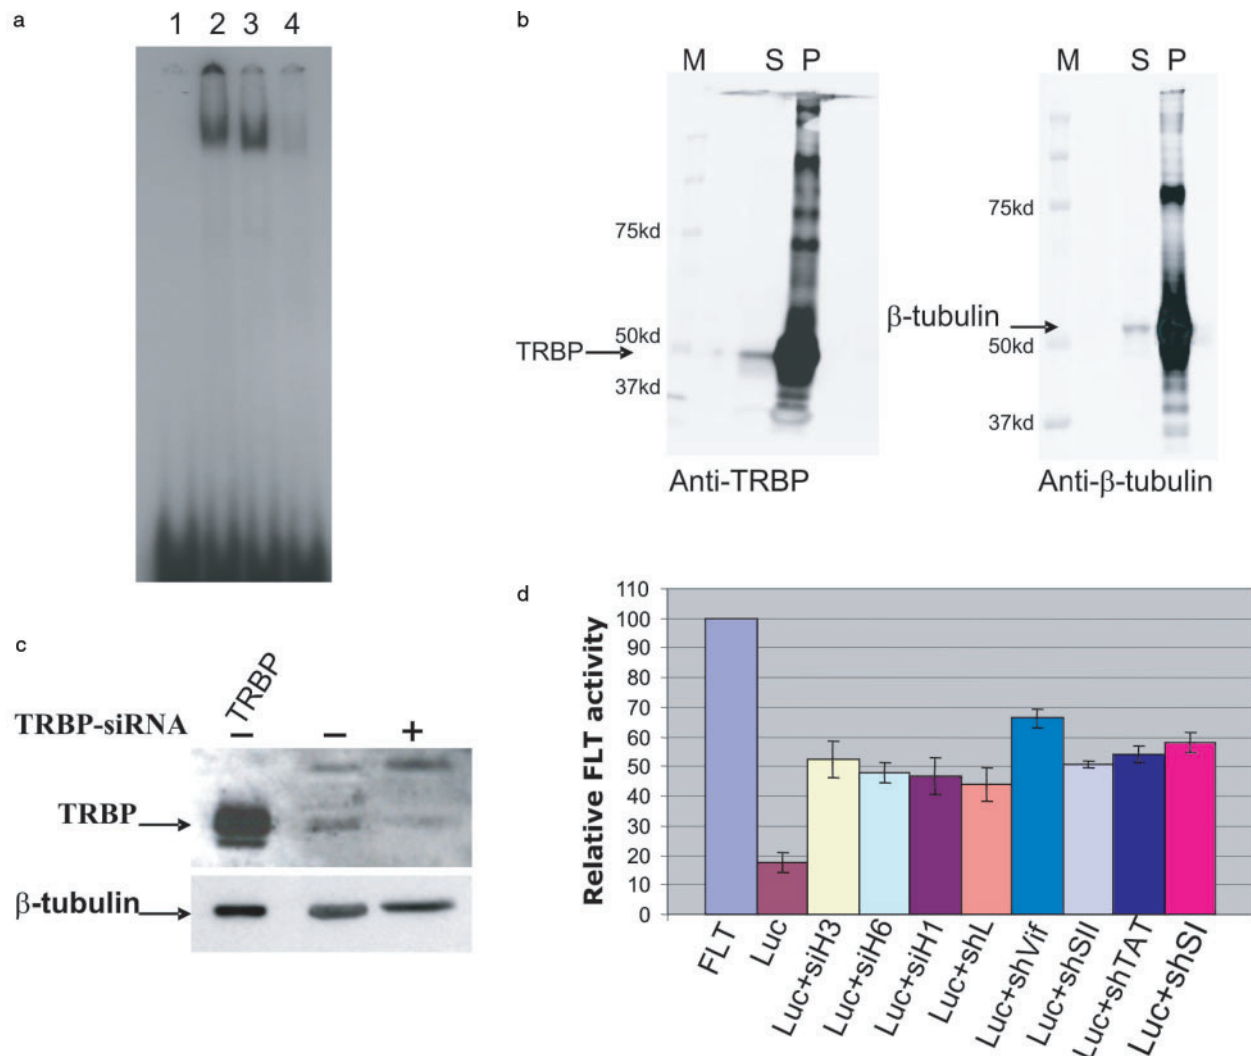 a
1 2 3 4
b
M S P
75kd
50kd
TRBP
37kd
Anti-TRBP
M S P
75kd
β-tubulin
50kd
37kd
Anti-β-tubulin
c
TRBP
TRBP-siRNA − − +
TRBP
β-tubulin
d
Relative FLT activity
110
100
90
80
70
60
50
40
30
20
10
0
FLT
Luc
Luc+siH3
Luc+siH6
Luc+siH1
Luc+shL
Luc+shVif
Luc+shSII
Luc+shTAT
Luc+shSI